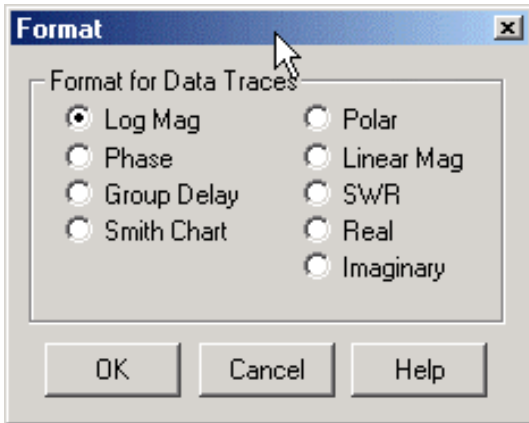 Format
Format for Data Traces
Log Mag
Phase
Group Delay
Smith Chart
Polar
Linear Mag
SWR
Real
Imaginary
OK
Cancel
Help